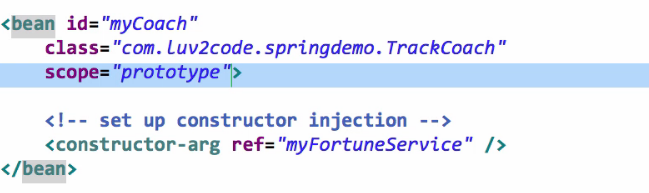 <bean id="myCoach"
class="com.luv2code.springdemo.TrackCoach"
scope="prototype">
<!-- set up constructor injection -->
<constructor-arg ref="myFortuneService" />
</bean>